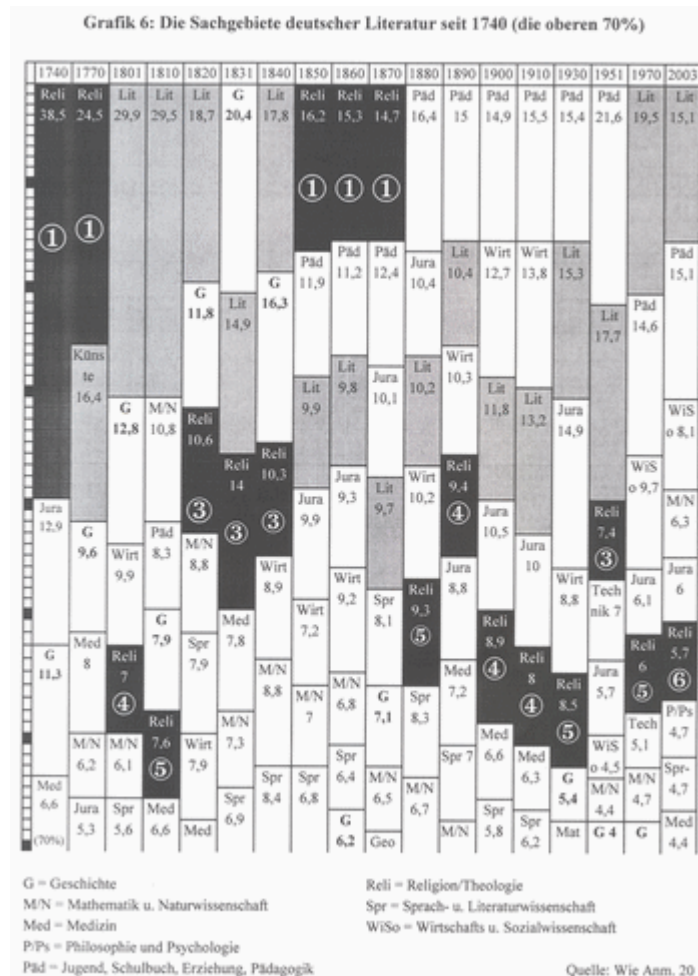 Grafik 6: Die Sachgebiete deutscher Literatur seit 1740 (die oberen 70%)
1740 1770 1801 1810 1820 1831 1840 1850 1860 1870 1880 1890 1900 1910 1930 1951 1970 2003
Reli
38,5
①
Jura
12,9
G
11,3
Med
6,6
(70%)
Reli
24,5
①
Küns
te
16,4
G
9,6
Med
8
M/N
6,2
Jura
5,3
Lit
29,9
G
12,8
Wirt
9,9
Reli
7
④
M/N
6,1
Spr
5,6
Lit
29,5
M/N
10,8
Päd
8,3
G
7,9
Reli
7,6
⑤
Med
6,6
Lit
18,7
G
11,8
Reli
10,6
③
M/N
8,8
Spr
7,9
Wirt
7,9
Med
G
20,4
Lit
14,9
Reli
14
③
Med
7,8
M/N
7,3
Spr
6,9
Lit
17,8
G
16,3
Reli
10,3
③
Wirt
8,9
M/N
8,8
Spr
8,4
Reli
16,2
①
Päd
11,9
Lit
9,9
Jura
9,9
Wirt
7,2
M/N
7
Spr
6,8
Reli
15,3
①
Päd
11,2
Lit
9,8
Jura
9,3
Wirt
9,2
M/N
6,8
Spr
6,4
G
6,2
Reli
14,7
①
Päd
12,4
Jura
10,1
Lit
9,7
Spr
8,1
G
7,1
M/N
6,5
Geo
Päd
16,4
Jura
10,4
Lit
10,2
Wirt
10,2
Reli
9,3
⑤
Spr
8,3
M/N
6,7
Päd
15
Lit
10,4
Wirt
10,3
Reli
9,4
④
Jura
8,8
Med
7,2
Spr 7
M/N
Päd
14,9
Wirt
12,7
Lit
11,8
Jura
10,5
Reli
8,9
④
Med
6,6
Spr
5,8
Päd
15,5
Wirt
13,8
Lit
13,2
Jura
10
Reli
8
④
Med
6,3
Spr
6,2
Päd
15,4
Lit
15,3
Jura
14,9
Wirt
8,8
Reli
8,5
⑤
G
5,4
Mat
Päd
21,6
Lit
17,7
Reli
7,4
③
Tech
nik 7
Jura
5,7
WiS
o 4,5
M/N
4,4
G 4
Lit
19,5
Päd
14,6
WiS
o 9,7
Jura
6,1
Reli
6
⑤
Tech
5,1
M/N
4,7
G
Lit
15,1
Päd
15,1
WiS
o 8,1
M/N
6,3
Jura
6
Reli
5,7
⑥
P/Ps
4,7
Spr-
4,7
Med
4,4
G = Geschichte
M/N = Mathematik u. Naturwissenschaft
Med = Medizin
P/Ps = Philosophie und Psychologie
Päd = Jugend, Schulbuch, Erziehung, Pädagogik
Reli = Religion/Theologie
Spr = Sprach- u. Literaturwissenschaft
WiSo = Wirtschafts u. Sozialwissenschaft
Quelle: Wie Anm.